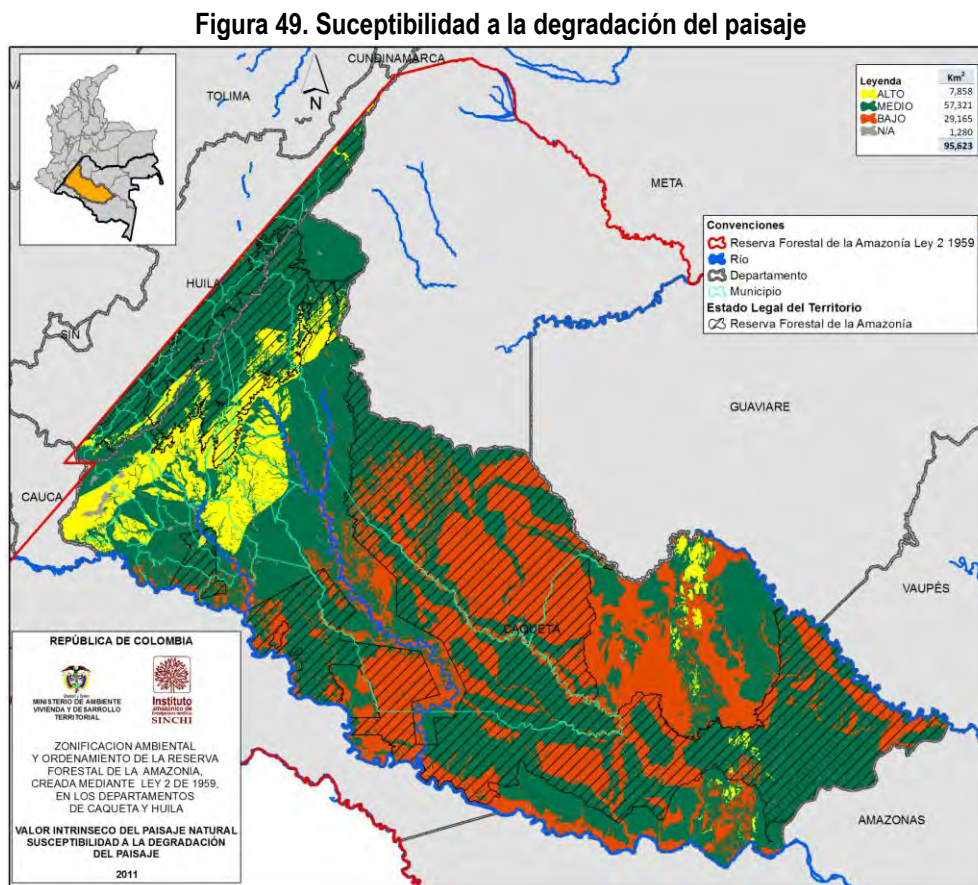 Figura 49. Suceptibilidad a la degradación del paisaje
CUNDINAMARCA
VA
TOLIMA
N
Leyenda Km²
ALTO 7,858
MEDIO 57,321
BAJO 29,165
N/A 1,280
95,623
META
Convenciones
Reserva Forestal de la Amazonía Ley 2 1959
Río
Departamento
Municipio
Estado Legal del Territorio
Reserva Forestal de la Amazonía
HUILA
SIN
GUAVIARE
CAUCA
VAUPÉS
CAQUETA
REPÚBLICA DE COLOMBIA
MINISTERIO DE AMBIENTE
VIVIENDA Y DESARROLLO
TERRITORIAL
Instituto
SINCHI
ZONIFICACION AMBIENTAL
Y ORDENAMIENTO DE LA RESERVA
FORESTAL DE LA AMAZONIA,
CREADA MEDIANTE LEY 2 DE 1959,
EN LOS DEPARTAMENTOS
DE CAQUETA Y HUILA
VALOR INTRINSECO DEL PAISAJE NATURAL
SUSCEPTIBILIDAD A LA DEGRADACIÓN
DEL PAISAJE
2011
AMAZONAS